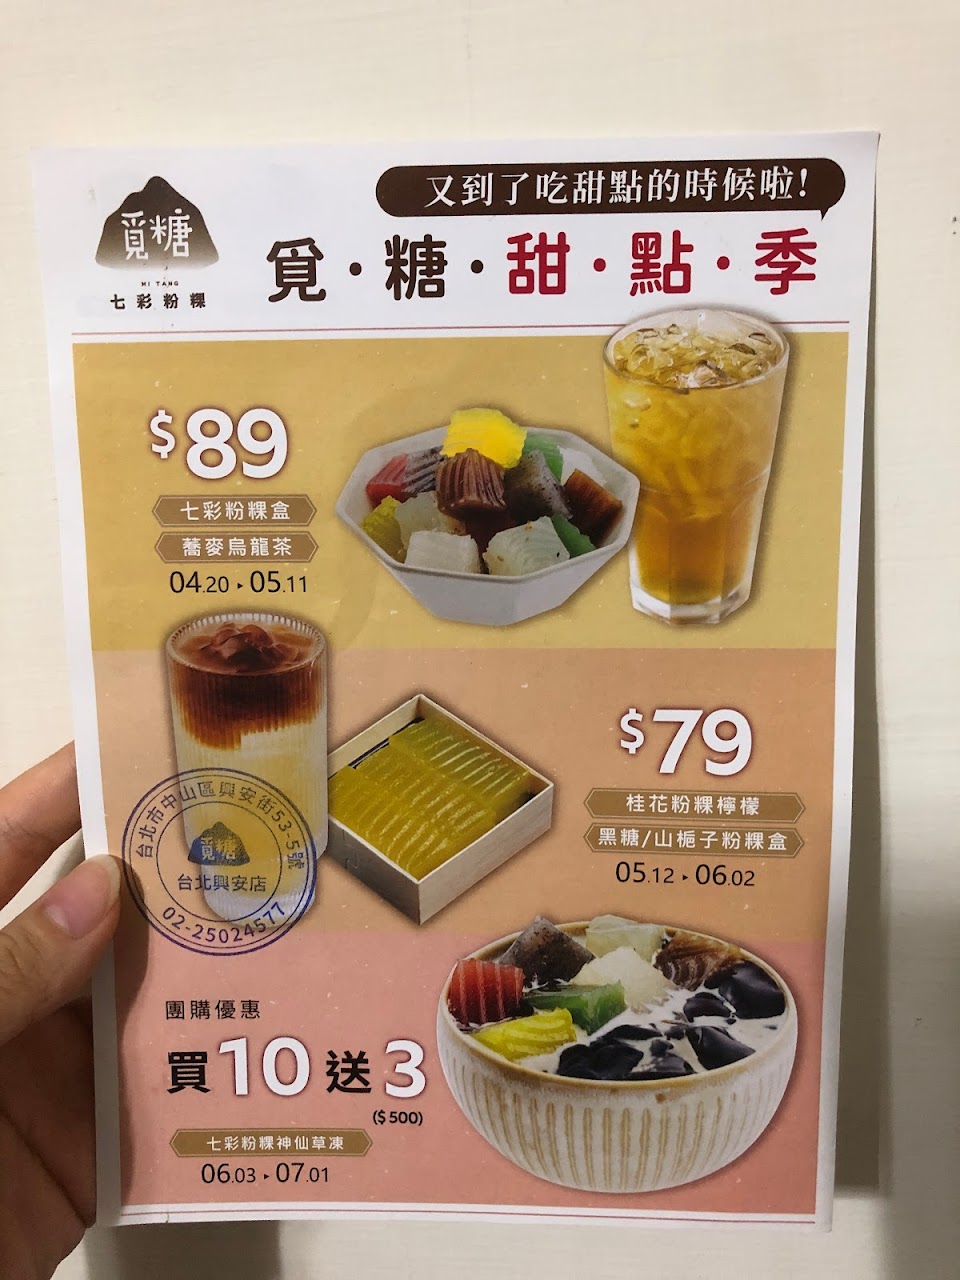 覓糖
MI TANG
七彩粉粿
又到了吃甜點的時候啦!
覓·糖·甜·點·季
$89
七彩粉粿盒
蕎麥烏龍茶
04.20 ▸ 05.11
$79
桂花粉粿檸檬
黑糖/山梔子粉粿盒
05.12 ▸ 06.02
台北市中山區興安街53-5號
覓糖
台北興安店
02-25024577
團購優惠
買10送3
($500)
七彩粉粿神仙草凍
06.03 ▸ 07.01